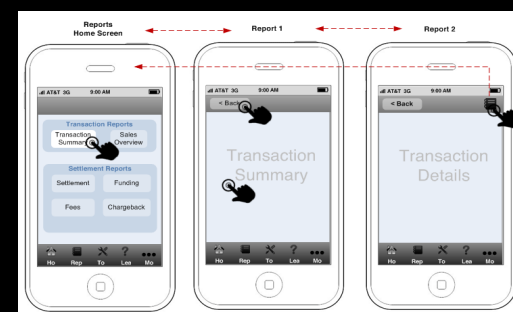 Reports
Home Screen
Report 1
Report 2
AT&T 3G 9:00 AM
Transaction Reports
Transaction
Summary
Sales
Overview
Settlement Reports
Settlement
Funding
Fees
Chargeback
Ho Rep To Lea Mo
AT&T 3G 9:00 AM
< Back
Transaction
Summary
Ho Rep To Lea Mo
AT&T 3G 9:00 AM
< Back
Transaction
Details
Ho Rep To Lea Mo